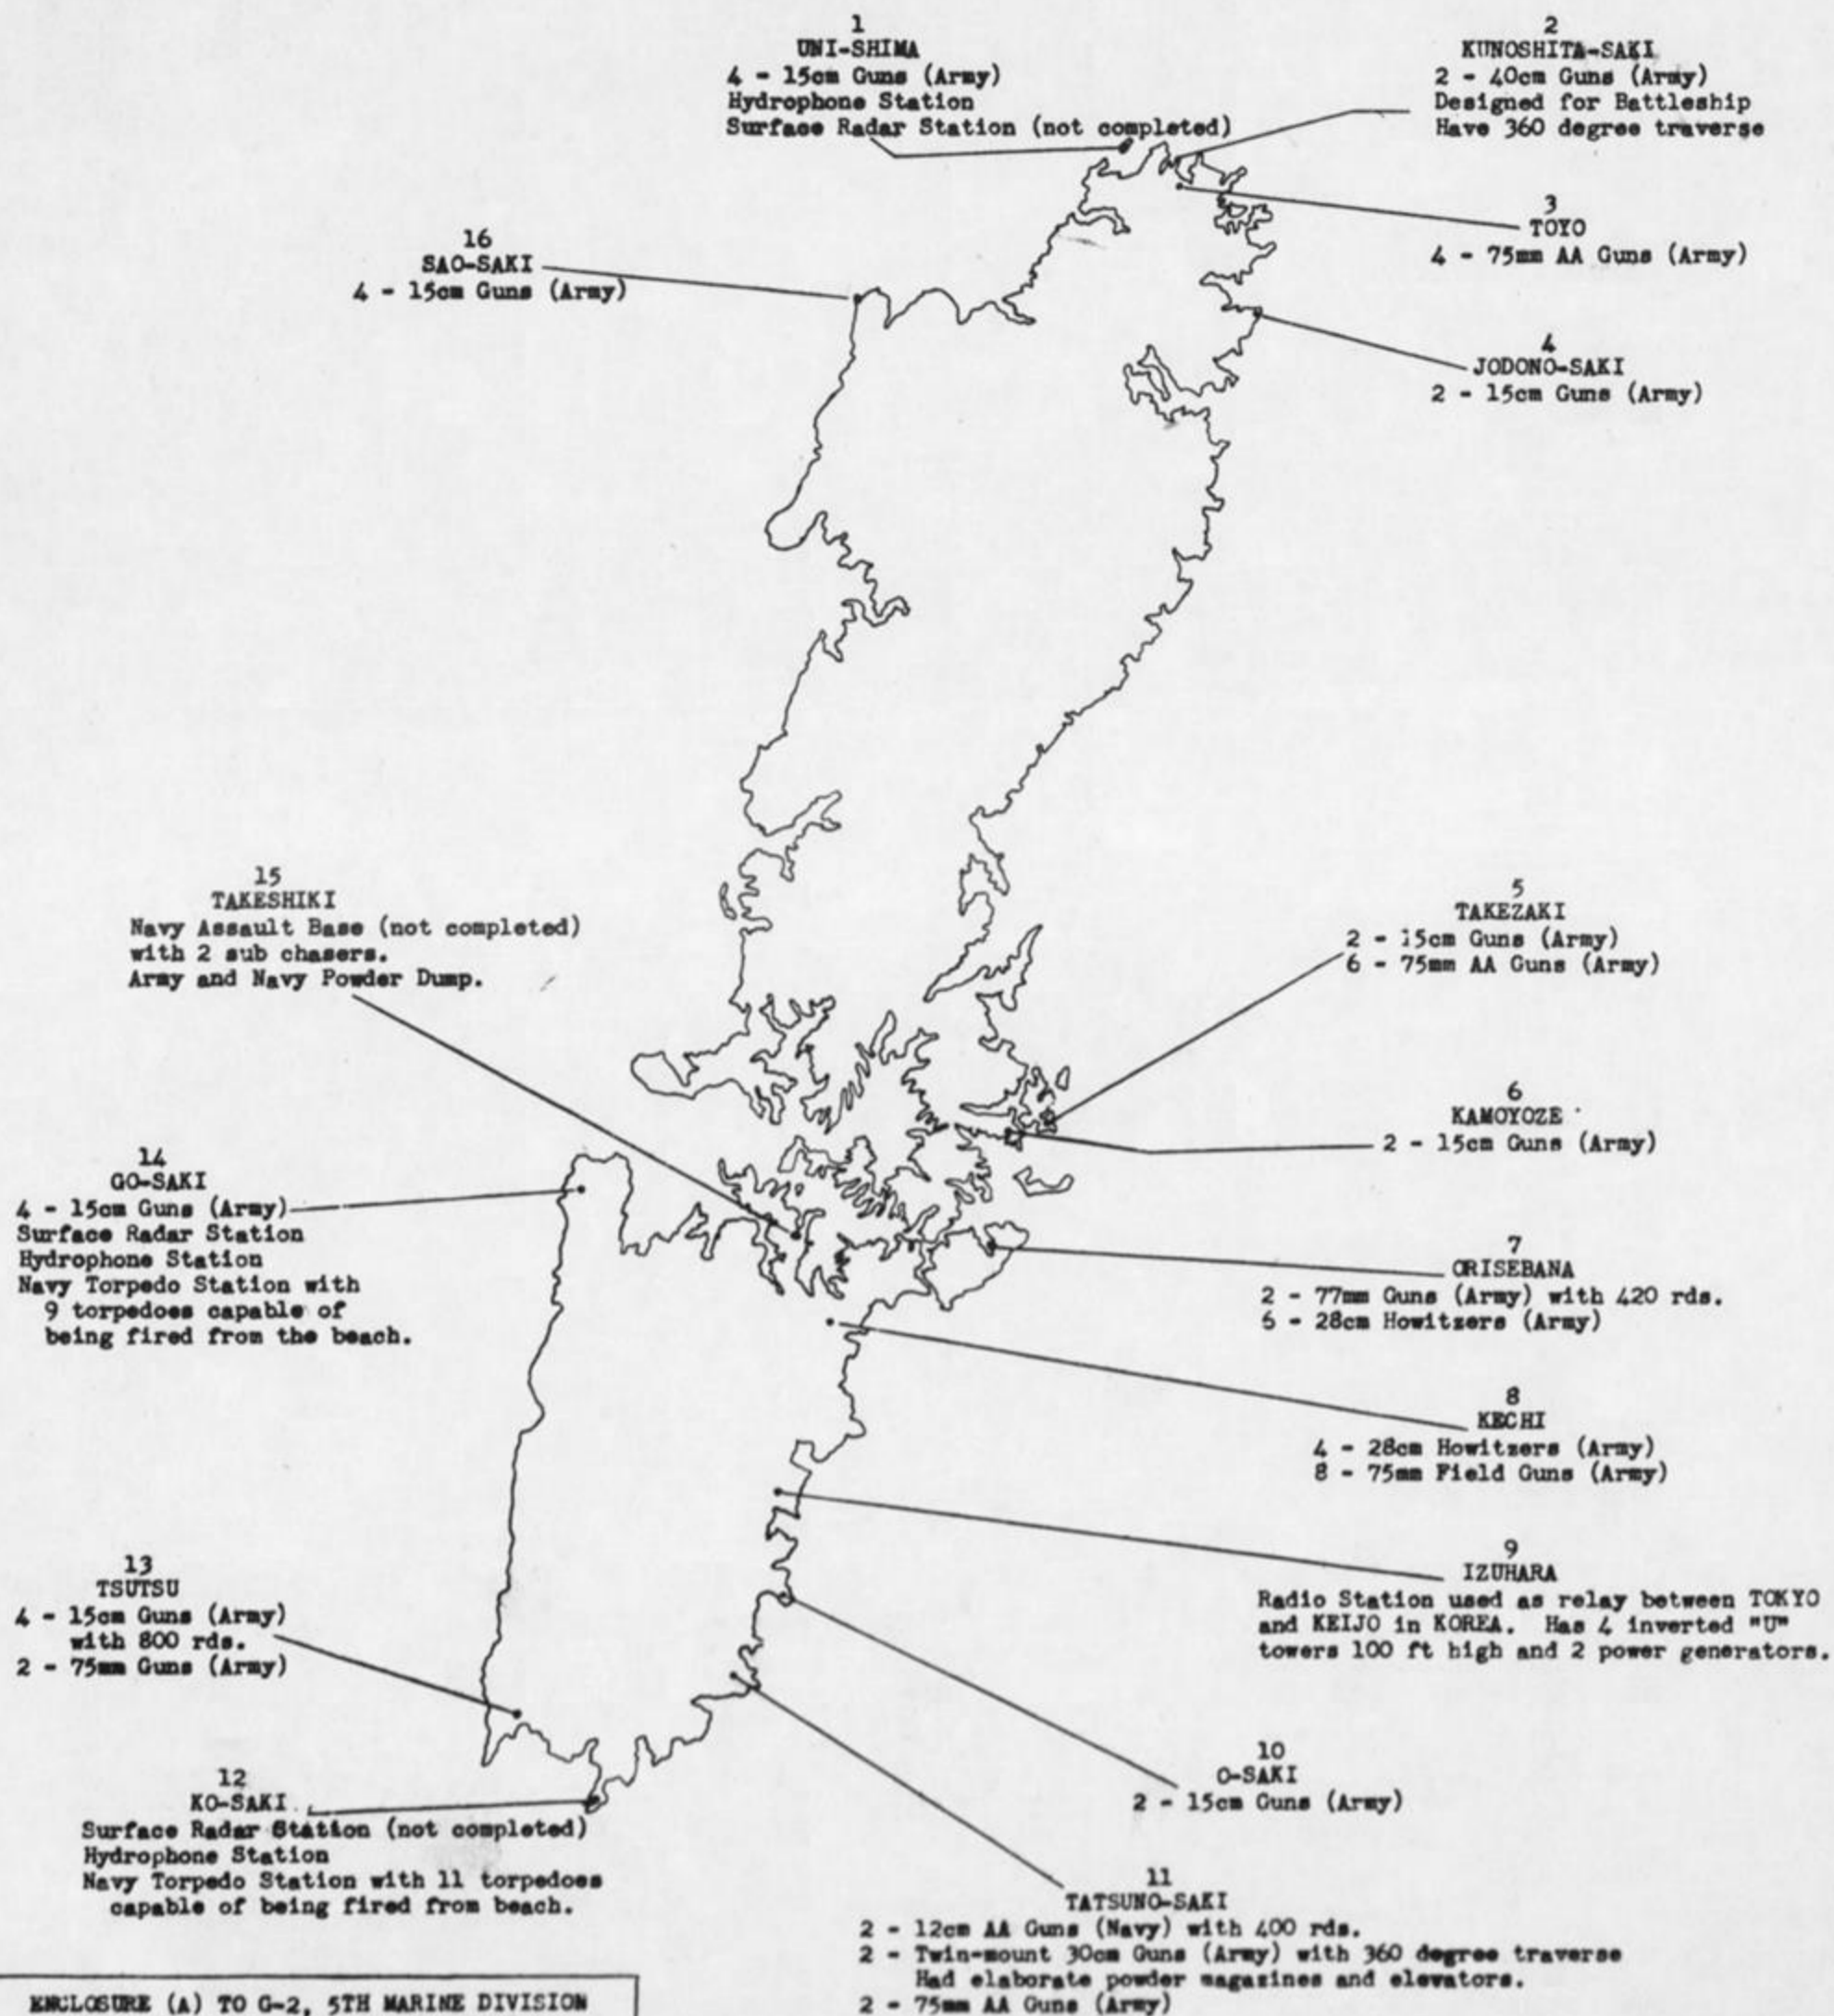 1
UNI-SHIMA
4 - 15cm Guns (Army)
Hydrophone Station
Surface Radar Station (not completed)
2
KUNOSHITA-SAKI
2 - 40cm Guns (Army)
Designed for Battleship
Have 360 degree traverse
3
TOYO
4 - 75mm AA Guns (Army)
4
JODONO-SAKI
2 - 15cm Guns (Army)
5
TAKEZAKI
2 - 15cm Guns (Army)
6 - 75mm AA Guns (Army)
6
KAMOYOZE
2 - 15cm Guns (Army)
7
ORISEBANA
2 - 77mm Guns (Army) with 420 rds.
6 - 28cm Howitzers (Army)
8
KECHI
4 - 28cm Howitzers (Army)
8 - 75mm Field Guns (Army)
9
IZUHARA
Radio Station used as relay between TOKYO
and KEIJO in KOREA. Has 4 inverted "U"
towers 100 ft high and 2 power generators.
10
O-SAKI
2 - 15cm Guns (Army)
11
TATSUNO-SAKI
2 - 12cm AA Guns (Navy) with 400 rds.
2 - Twin-mount 30cm Guns (Army) with 360 degree traverse
Had elaborate powder magazines and elevators.
2 - 75mm AA Guns (Army)
12
KO-SAKI
Surface Radar Station (not completed)
Hydrophone Station
Navy Torpedo Station with 11 torpedoes
capable of being fired from beach.
13
TSUTSU
4 - 15cm Guns (Army)
with 800 rds.
2 - 75mm Guns (Army)
14
GO-SAKI
4 - 15cm Guns (Army)
Surface Radar Station
Hydrophone Station
Navy Torpedo Station with
9 torpedoes capable of
being fired from the beach.
15
TAKESHIKI
Navy Assault Base (not completed)
with 2 sub chasers.
Army and Navy Powder Dump.
16
SAO-SAKI
4 - 15cm Guns (Army)
ENCLOSURE (A) TO G-2, 5TH MARINE DIVISION